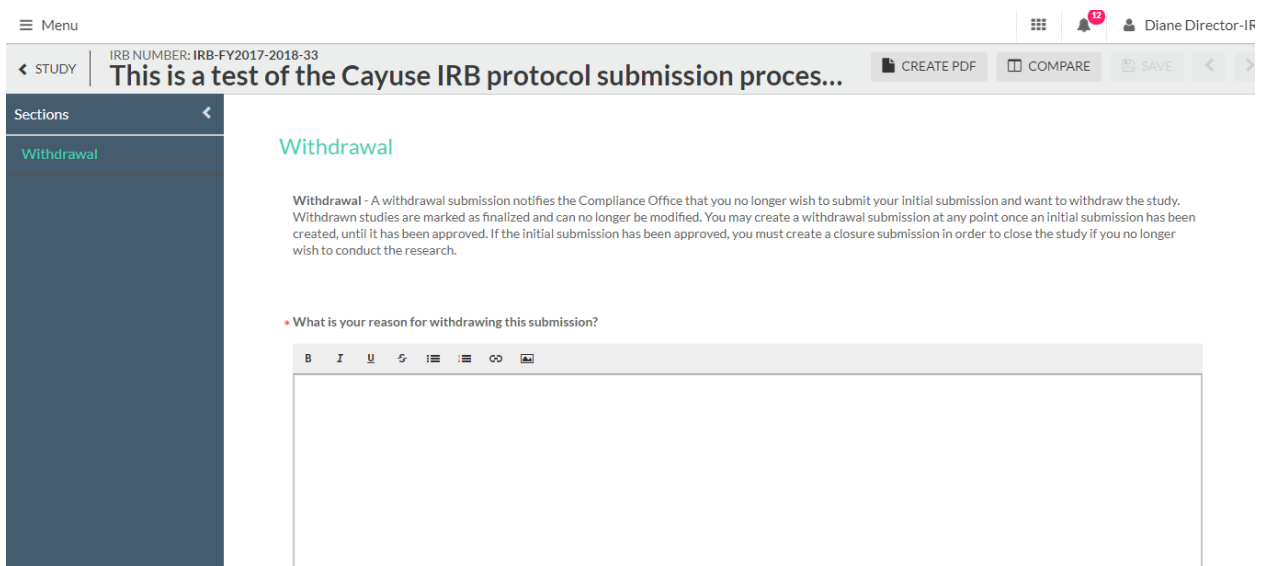 Menu
12
Diane Director-IR
STUDY
IRB NUMBER: IRB-FY2017-2018-33
This is a test of the Cayuse IRB protocol submission proces...
CREATE PDF
COMPARE
SAVE
Sections
Withdrawal
Withdrawal
Withdrawal - A withdrawal submission notifies the Compliance Office that you no longer wish to submit your initial submission and want to withdraw the study.
Withdrawn studies are marked as finalized and can no longer be modified. You may create a withdrawal submission at any point once an initial submission has been
created, until it has been approved. If the initial submission has been approved, you must create a closure submission in order to close the study if you no longer
wish to conduct the research.
* What is your reason for withdrawing this submission?
B I U S